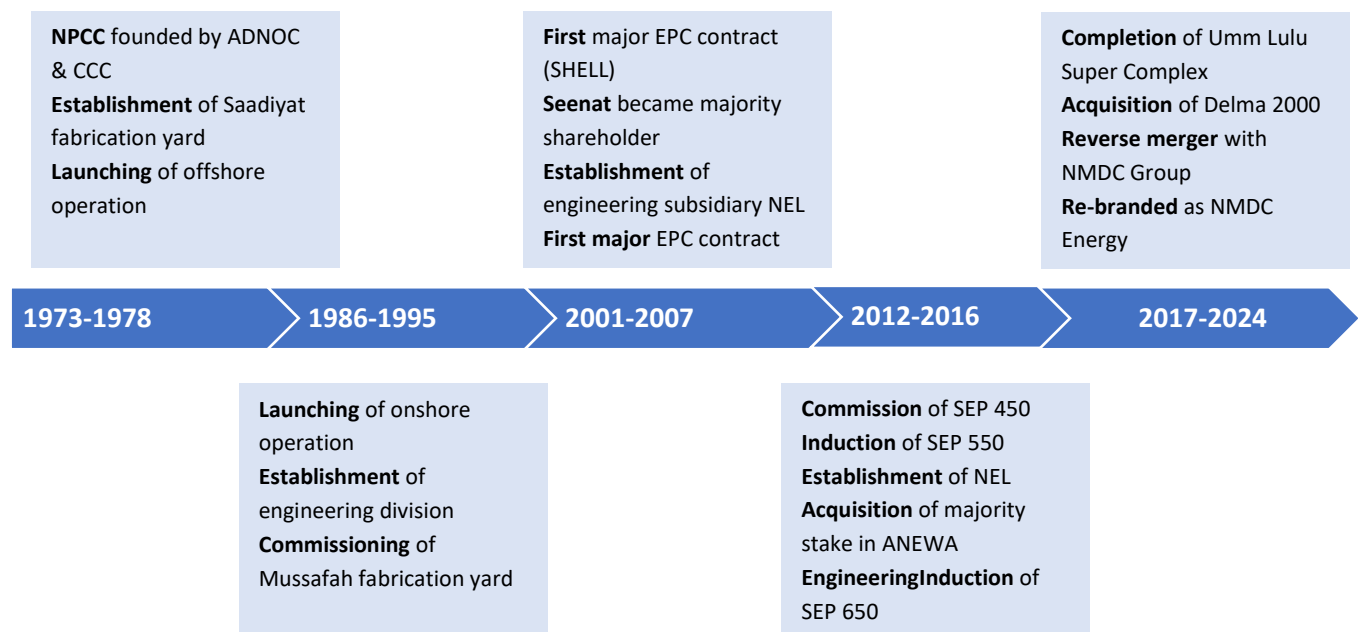 NPCC founded by ADNOC
& CCC
Establishment of Saadiyat
fabrication yard
Launching of offshore
operation
First major EPC contract
(SHELL)
Seenat became majority
shareholder
Establishment of
engineering subsidiary NEL
First major EPC contract
Completion of Umm Lulu
Super Complex
Acquisition of Delma 2000
Reverse merger with
NMDC Group
Re-branded as NMDC
Energy
1973-1978
1986-1995
2001-2007
2012-2016
2017-2024
Launching of onshore
operation
Establishment of
engineering division
Commissioning of
Mussafah fabrication yard
Commission of SEP 450
Induction of SEP 550
Establishment of NEL
Acquisition of majority
stake in ANEWA
EngineeringInduction of
SEP 650